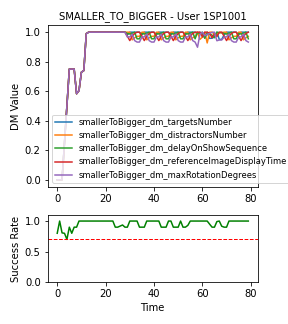 SMALLER_TO_BIGGER - User 1SP1001
DM Value
1.0
0.8
0.6
0.4
0.2
0.0
smallerToBigger_dm_targetsNumber
smallerToBigger_dm_distractorsNumber
smallerToBigger_dm_delayOnShowSequence
smallerToBigger_dm_referenceImageDisplayTime
smallerToBigger_dm_maxRotationDegrees
0 20 40 60 80
Success Rate
1.0
0.5
0.0
0 20 40 60 80
Time